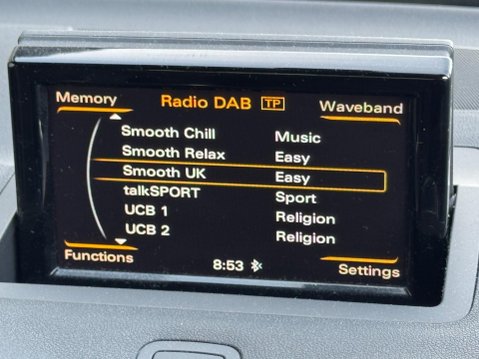 Memory Radio DAB TP Waveband
Smooth Chill Music
Smooth Relax Easy
Smooth UK Easy
talkSPORT Sport
UCB 1 Religion
UCB 2 Religion
Functions 8:53 Settings